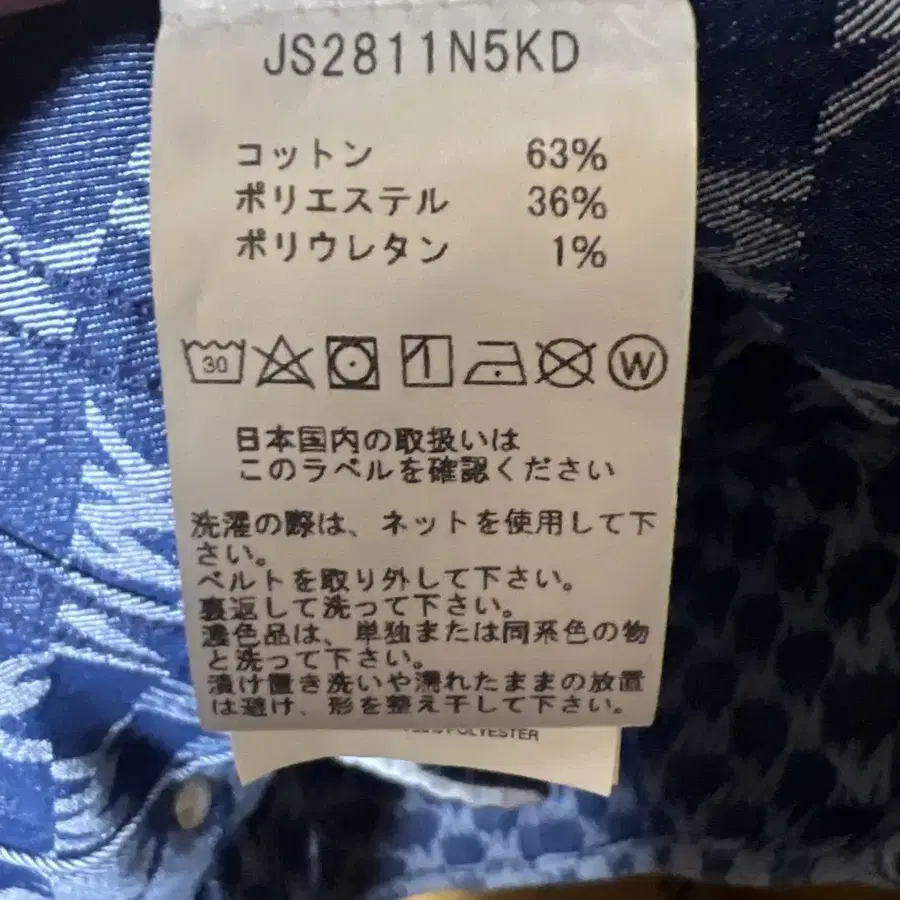 JS2811N5KD
コットン 63%
ポリエステル 36%
ポリウレタン 1%
30
W
日本国内の取扱いは
このラベルを確認ください
洗濯の際は、ネットを使用して下
さい。
ベルトを取り外して下さい。
裏返して洗って下さい。
濃色品は、単独または同系色の物
と洗って下さい。
漬け置き洗いや濡れたままの放置
は避け、形を整え干して下さい。
POLYESTER